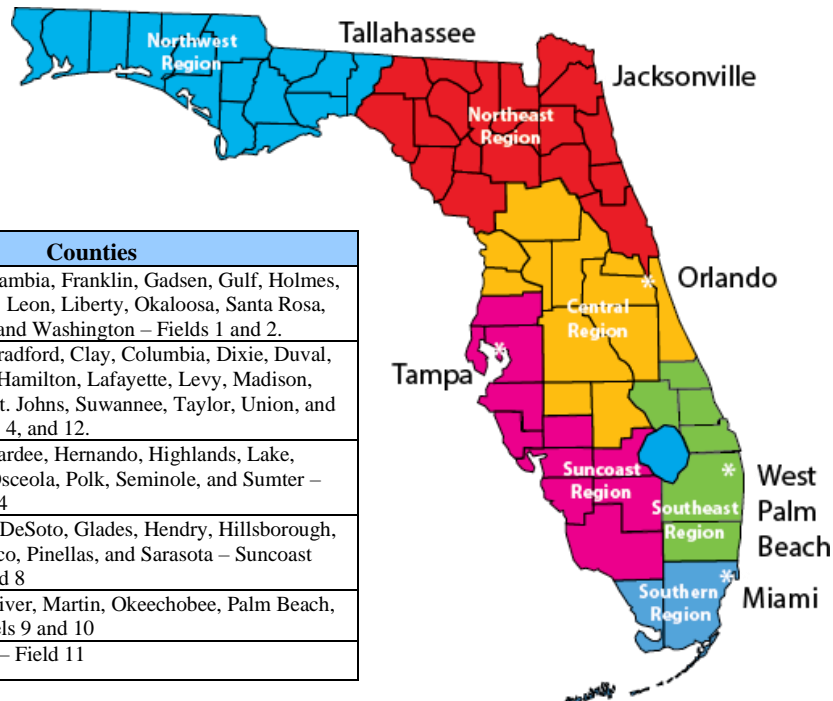 Tallahassee
Northwest
Region
Jacksonville
Northeast
Region
Orlando
*
Central
Region
*
Tampa
Suncoast
Region
*
West
Palm
Beach
Southeast
Region
*
Miami
Southern
Region
Counties
ambia, Franklin, Gadsen, Gulf, Holmes,
Leon, Liberty, Okaloosa, Santa Rosa,
and Washington – Fields 1 and 2.
radford, Clay, Columbia, Dixie, Duval,
Hamilton, Lafayette, Levy, Madison,
t. Johns, Suwannee, Taylor, Union, and
4, and 12.
ardee, Hernando, Highlands, Lake,
Osceola, Polk, Seminole, and Sumter –
4
DeSoto, Glades, Hendry, Hillsborough,
co, Pinellas, and Sarasota – Suncoast
d 8
iver, Martin, Okeechobee, Palm Beach,
els 9 and 10
– Field 11